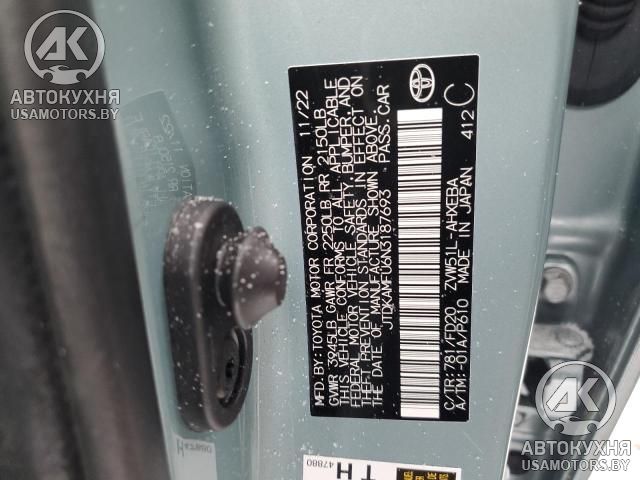 АВТОКУХНЯ
USAMOTORS.BY
MFD.BY:TOYOTA MOTOR CORPORATION 11/22
GVWR 3945LB GAWR FR 2250LB RR 2150LB
THIS VEHICLE CONFORMS TO ALL APPLICABLE
FEDERAL MOTOR VEHICLE SAFETY, BUMPER, AND
THEFT PREVENTION STANDARDS IN EFFECT ON
THE DATE OF MANUFACTURE SHOWN ABOVE.
JTDKAMFU6N3187693 PASS.CAR
C/TR:781/FD20 ZVW51L-AHXEBA
A/TM:-01A/P610 MADE IN JAPAN 412 C
TOYOTA
47880
TH
АВТОКУХНЯ
USAMOTORS.BY